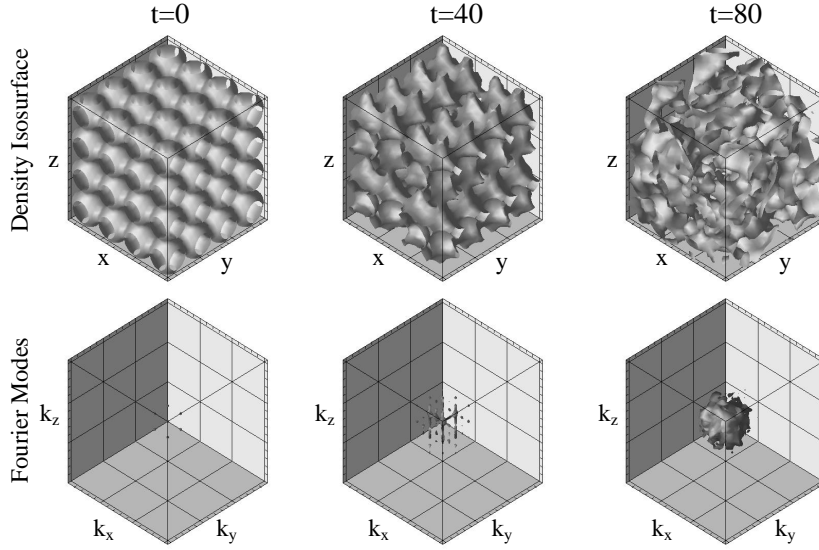 t=0 t=40 t=80
Density Isosurface
z x y z x y z x y
Fourier Modes
k_z k_x k_y k_z k_x k_y k_z k_x k_y